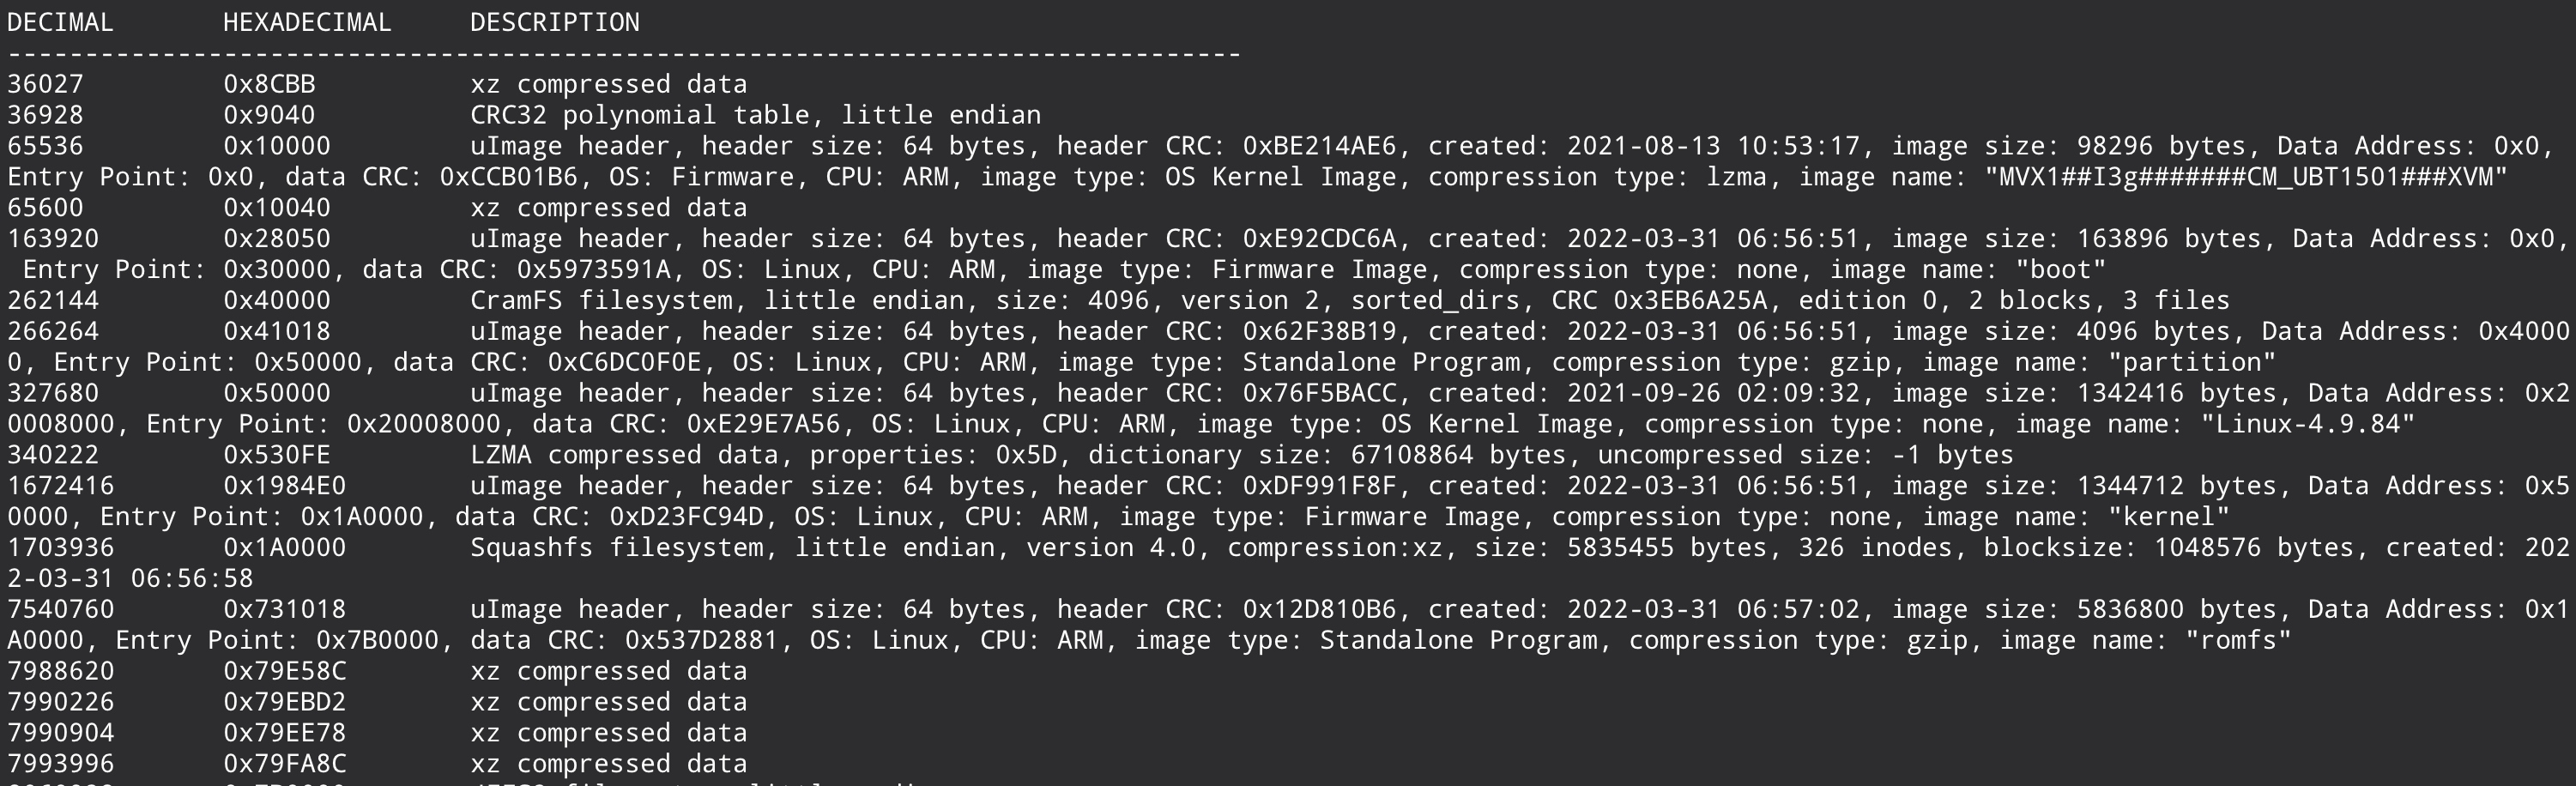 DECIMAL       HEXADECIMAL     DESCRIPTION
--------------------------------------------------------------------------------
36027         0x8CBB          xz compressed data
36928         0x9040          CRC32 polynomial table, little endian
65536         0x10000         uImage header, header size: 64 bytes, header CRC: 0xBE214AE6, created: 2021-08-13 10:53:17, image size: 98296 bytes, Data Address: 0x0,
Entry Point: 0x0, data CRC: 0xCCB01B6, OS: Firmware, CPU: ARM, image type: OS Kernel Image, compression type: lzma, image name: "MVX1##I3g#######CM_UBT1501###XVM"
65600         0x10040         xz compressed data
163920        0x28050         uImage header, header size: 64 bytes, header CRC: 0xE92CDC6A, created: 2022-03-31 06:56:51, image size: 163896 bytes, Data Address: 0x0,
 Entry Point: 0x30000, data CRC: 0x5973591A, OS: Linux, CPU: ARM, image type: Firmware Image, compression type: none, image name: "boot"
262144        0x40000         CramFS filesystem, little endian, size: 4096, version 2, sorted_dirs, CRC 0x3EB6A25A, edition 0, 2 blocks, 3 files
266264        0x41018         uImage header, header size: 64 bytes, header CRC: 0x62F38B19, created: 2022-03-31 06:56:51, image size: 4096 bytes, Data Address: 0x4000
0, Entry Point: 0x50000, data CRC: 0xC6DC0F0E, OS: Linux, CPU: ARM, image type: Standalone Program, compression type: gzip, image name: "partition"
327680        0x50000         uImage header, header size: 64 bytes, header CRC: 0x76F5BACC, created: 2021-09-26 02:09:32, image size: 1342416 bytes, Data Address: 0x2
0008000, Entry Point: 0x20008000, data CRC: 0xE29E7A56, OS: Linux, CPU: ARM, image type: OS Kernel Image, compression type: none, image name: "Linux-4.9.84"
340222        0x530FE         LZMA compressed data, properties: 0x5D, dictionary size: 67108864 bytes, uncompressed size: -1 bytes
1672416       0x1984E0        uImage header, header size: 64 bytes, header CRC: 0xDF991F8F, created: 2022-03-31 06:56:51, image size: 1344712 bytes, Data Address: 0x5
0000, Entry Point: 0x1A0000, data CRC: 0xD23FC94D, OS: Linux, CPU: ARM, image type: Firmware Image, compression type: none, image name: "kernel"
1703936       0x1A0000        Squashfs filesystem, little endian, version 4.0, compression:xz, size: 5835455 bytes, 326 inodes, blocksize: 1048576 bytes, created: 202
2-03-31 06:56:58
7540760       0x731018        uImage header, header size: 64 bytes, header CRC: 0x12D810B6, created: 2022-03-31 06:57:02, image size: 5836800 bytes, Data Address: 0x1
A0000, Entry Point: 0x7B0000, data CRC: 0x537D2881, OS: Linux, CPU: ARM, image type: Standalone Program, compression type: gzip, image name: "romfs"
7988620       0x79E58C        xz compressed data
7990226       0x79EBD2        xz compressed data
7990904       0x79EE78        xz compressed data
7993996       0x79FA8C        xz compressed data